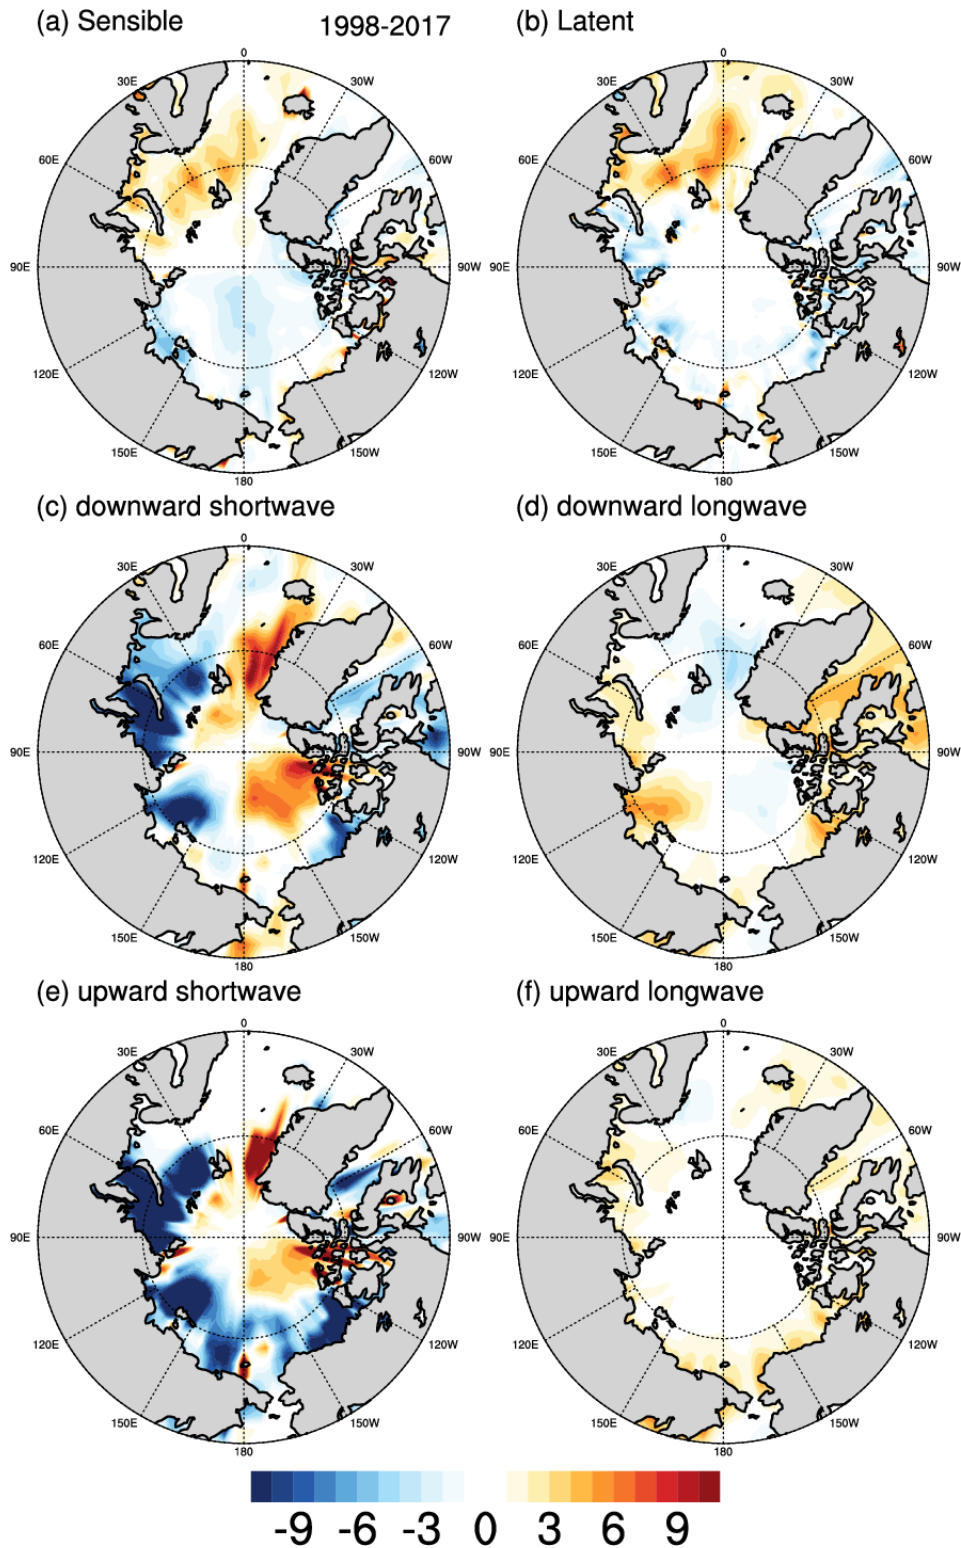 (a) Sensible 1998-2017 (b) Latent
0 0
30E 30W 30W
60E 60W 60E 60W
90E 90W 90E 90W
120E 120W 120E 120W
150E 150W 150E 150W
180 180
(c) downward shortwave (d) downward longwave
0 0
30E 30W 30E 30W
60E 60W 60E 60W
90E 90W 90E 90W
120E 120W 120E 120W
150E 150W 150E 150W
180 180
(e) upward shortwave (f) upward longwave
0 0
30E 30W 30E 30W
60E 60W 60E 60W
90E 90W 90E 90W
120E 120W 120E 120W
150E 150W 150E 150W
180 180
-9 -6 -3 0 3 6 9